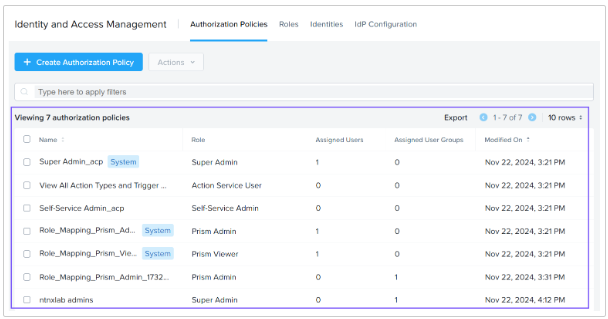 Identity and Access Management Authorization Policies Roles Identities IdP Configuration
+ Create Authorization Policy Actions
Type here to apply filters
Viewing 7 authorization policies Export 1 - 7 of 7 10 rows
Name Role Assigned Users Assigned User Groups Modified On
Super Admin_acp System Super Admin 1 0 Nov 22, 2024, 3:21 PM
View All Action Types and Trigger ... Action Service User 0 0 Nov 22, 2024, 3:21 PM
Self-Service Admin_acp Self-Service Admin 0 0 Nov 22, 2024, 3:21 PM
Role_Mapping_Prism_Ad... System Prism Admin 1 0 Nov 22, 2024, 3:21 PM
Role_Mapping_Prism_Vie... System Prism Viewer 1 0 Nov 22, 2024, 3:21 PM
Role_Mapping_Prism_Admin_1732... Prism Admin 0 1 Nov 22, 2024, 3:31 PM
ntnxlab admins Super Admin 0 1 Nov 22, 2024, 4:12 PM